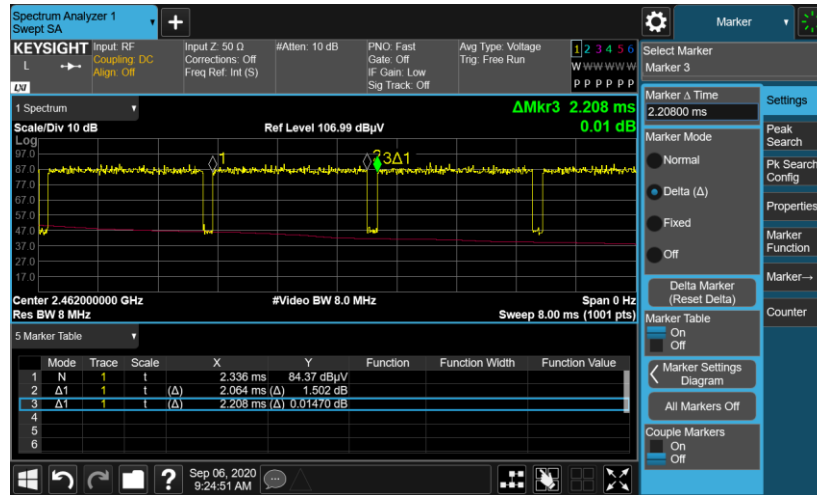 Spectrum Analyzer 1
Swept SA
Marker
KEYSIGHT Input: RF Input Z: 50 Ω #Atten: 10 dB PNO: Fast Avg Type: Voltage 1 2 3 4 5 6
L Coupling: DC Corrections: Off Gate: Off Trig: Free Run W W W W W W
Align: Off Freq Ref: Int (S) IF Gain: Low
LXI Sig Track: Off P P P P P P
Select Marker
Marker 3
1 Spectrum
ΔMkr3 2.208 ms
Scale/Div 10 dB Ref Level 106.99 dBµV 0.01 dB
Log
97.0
87.0
77.0
67.0
57.0
47.0
37.0
27.0
17.0
1
3Δ1
Center 2.462000000 GHz #Video BW 8.0 MHz Span 0 Hz
Res BW 8 MHz Sweep 8.00 ms (1001 pts)
5 Marker Table
Mode Trace Scale X Y Function Function Width Function Value
1 N 1 t 2.336 ms 84.37 dBµV
2 Δ1 1 t (Δ) 2.064 ms (Δ) 1.502 dB
3 Δ1 1 t (Δ) 2.208 ms (Δ) 0.01470 dB
4
5
6
Sep 06, 2020
9:24:51 AM
Marker Δ Time
2.20800 ms
Marker Mode
Normal
Delta (Δ)
Fixed
Off
Delta Marker
(Reset Delta)
Marker Table
On
Off
Marker Settings
Diagram
All Markers Off
Couple Markers
On
Off
Settings
Peak
Search
Pk Search
Config
Properties
Marker
Function
Marker→
Counter